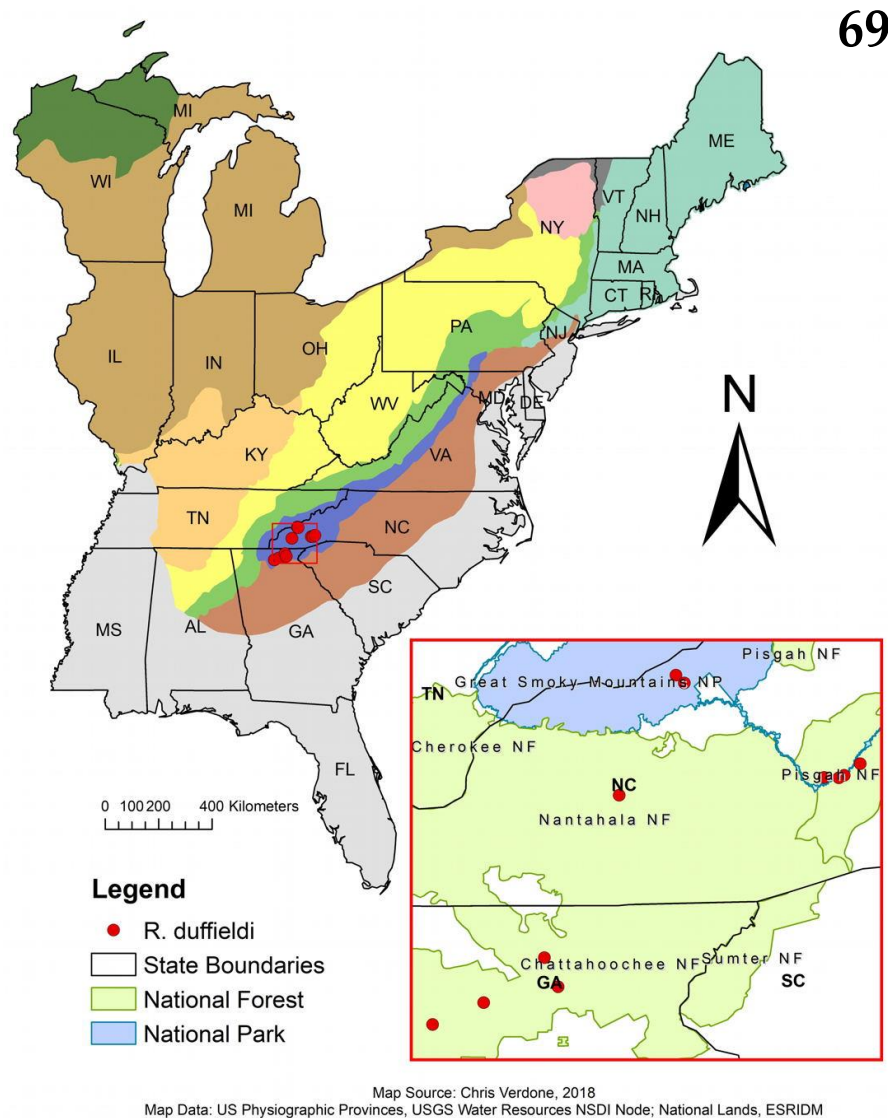 69
MI
ME
WI
VT
MI
NH
NY
MA
CT
RI
PA
NJ
IL
IN
OH
MD
DE
WV
KY
VA
N
TN
NC
SC
MS
AL
GA
FL
0 100 200 400 Kilometers
Pisgah NF
Great Smoky Mountains NP
TN
Cherokee NF
NC
Pisgah NF
Nantahala NF
Chattahoochee NF
Sumter NF
GA
SC
Legend
R. duffieldi
State Boundaries
National Forest
National Park
Map Source: Chris Verdone, 2018
Map Data: US Physiographic Provinces, USGS Water Resources NSDI Node; National Lands, ESRIDM